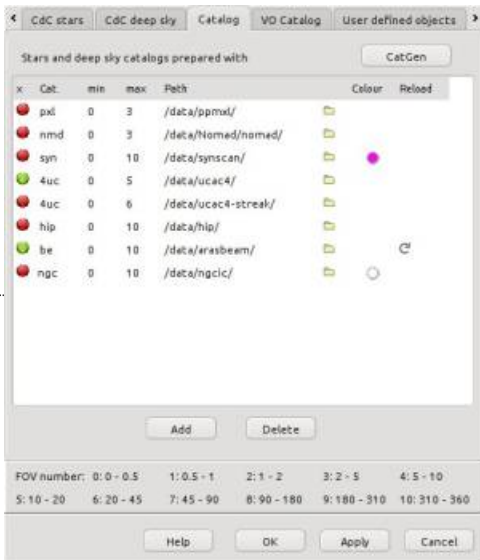 CdC stars CdC deep sky Catalog VO Catalog User defined objects
Stars and deep sky catalogs prepared with CatGen
x Cat. min max Path Colour Reload
pxl 0 3 /data/ppmxl/
nmd 0 3 /data/Nomad/nomad/
syn 0 10 /data/synscan/
4uc 0 5 /data/ucac4/
4uc 0 6 /data/ucac4-streak/
hip 0 10 /data/hip/
be 0 10 /data/arasbeam/
ngc 0 10 /data/ngcic/
Add Delete
FOV number: 0: 0 - 0.5 1: 0.5 - 1 2: 1 - 2 3: 2 - 5 4: 5 - 10
5: 10 - 20 6: 20 - 45 7: 45 - 90 8: 90 - 180 9: 180 - 310 10: 310 - 360
Help OK Apply Cancel